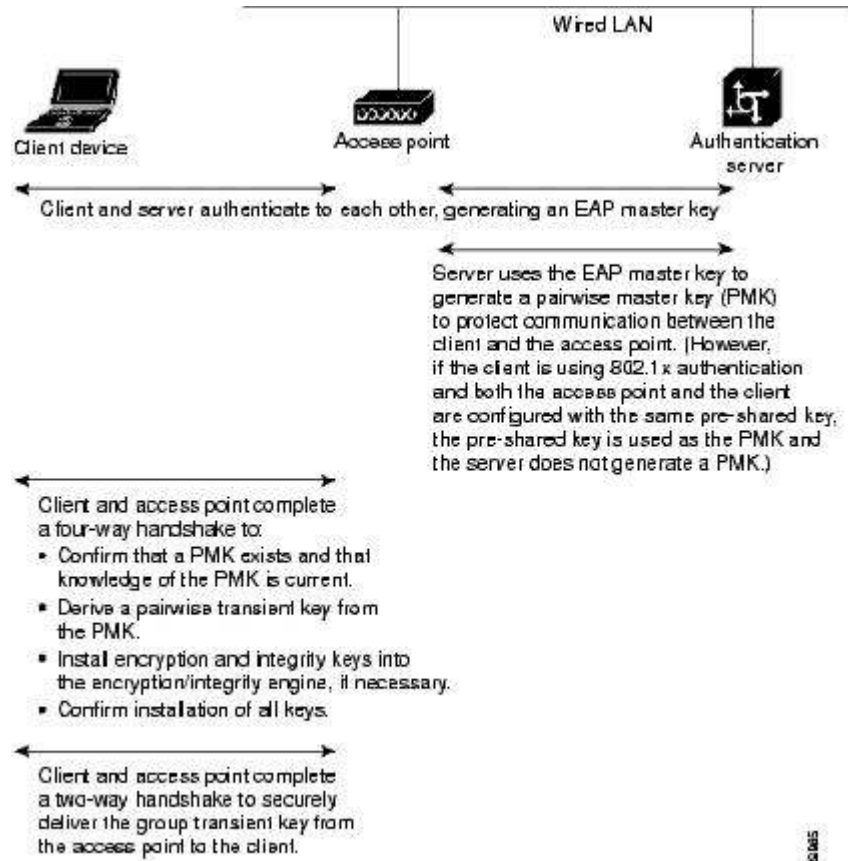 Wired LAN
Client device
Access point
Authentication
server
Client and server authenticate to each other, generating an EAP master key
Server uses the EAP master key to
generate a pairwise master key (PMK)
to protect communication between the
client and the access point. (However,
if the client is using 802.1x authentication
and both the access point and the client
are configured with the same pre-shared key,
the pre-shared key is used as the PMK and
the server does not generate a PMK.)
Client and access point complete
a four-way handshake to:
• Confirm that a PMK exists and that
knowledge of the PMK is current.
• Derive a pairwise transient key from
the PMK.
• Install encryption and integrity keys into
the encryption/integrity engine, if necessary.
• Confirm installation of all keys.
Client and access point complete
a two-way handshake to securely
deliver the group transient key from
the access point to the client.